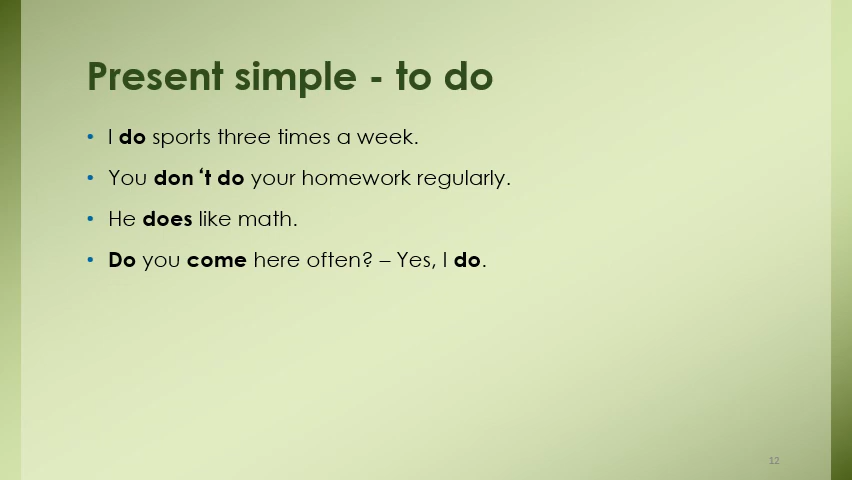 Present simple - to do
• I do sports three times a week.
• You don ‘t do your homework regularly.
• He does like math.
• Do you come here often? – Yes, I do.
12